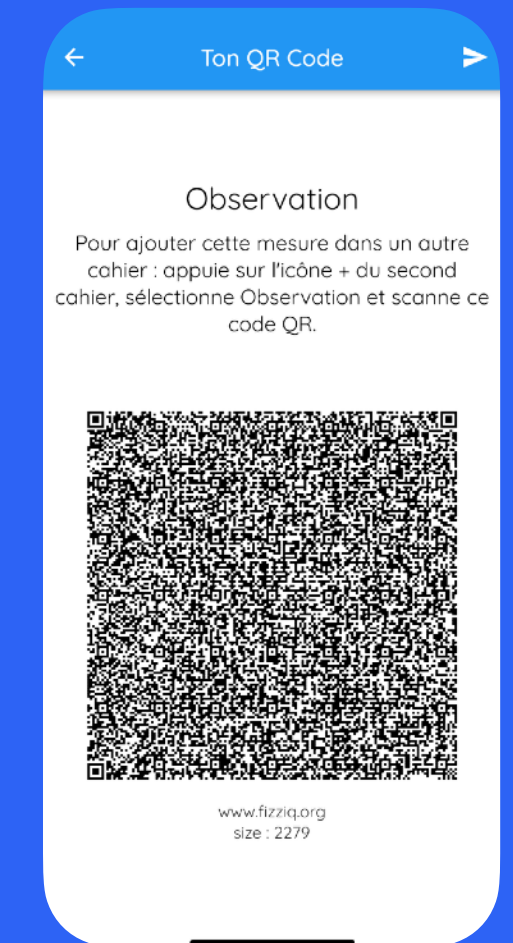 Ton QR Code
Observation
Pour ajouter cette mesure dans un autre
cahier : appuie sur l'icône + du second
cahier, sélectionne Observation et scanne ce
code QR.
www.fizziq.org
size : 2279